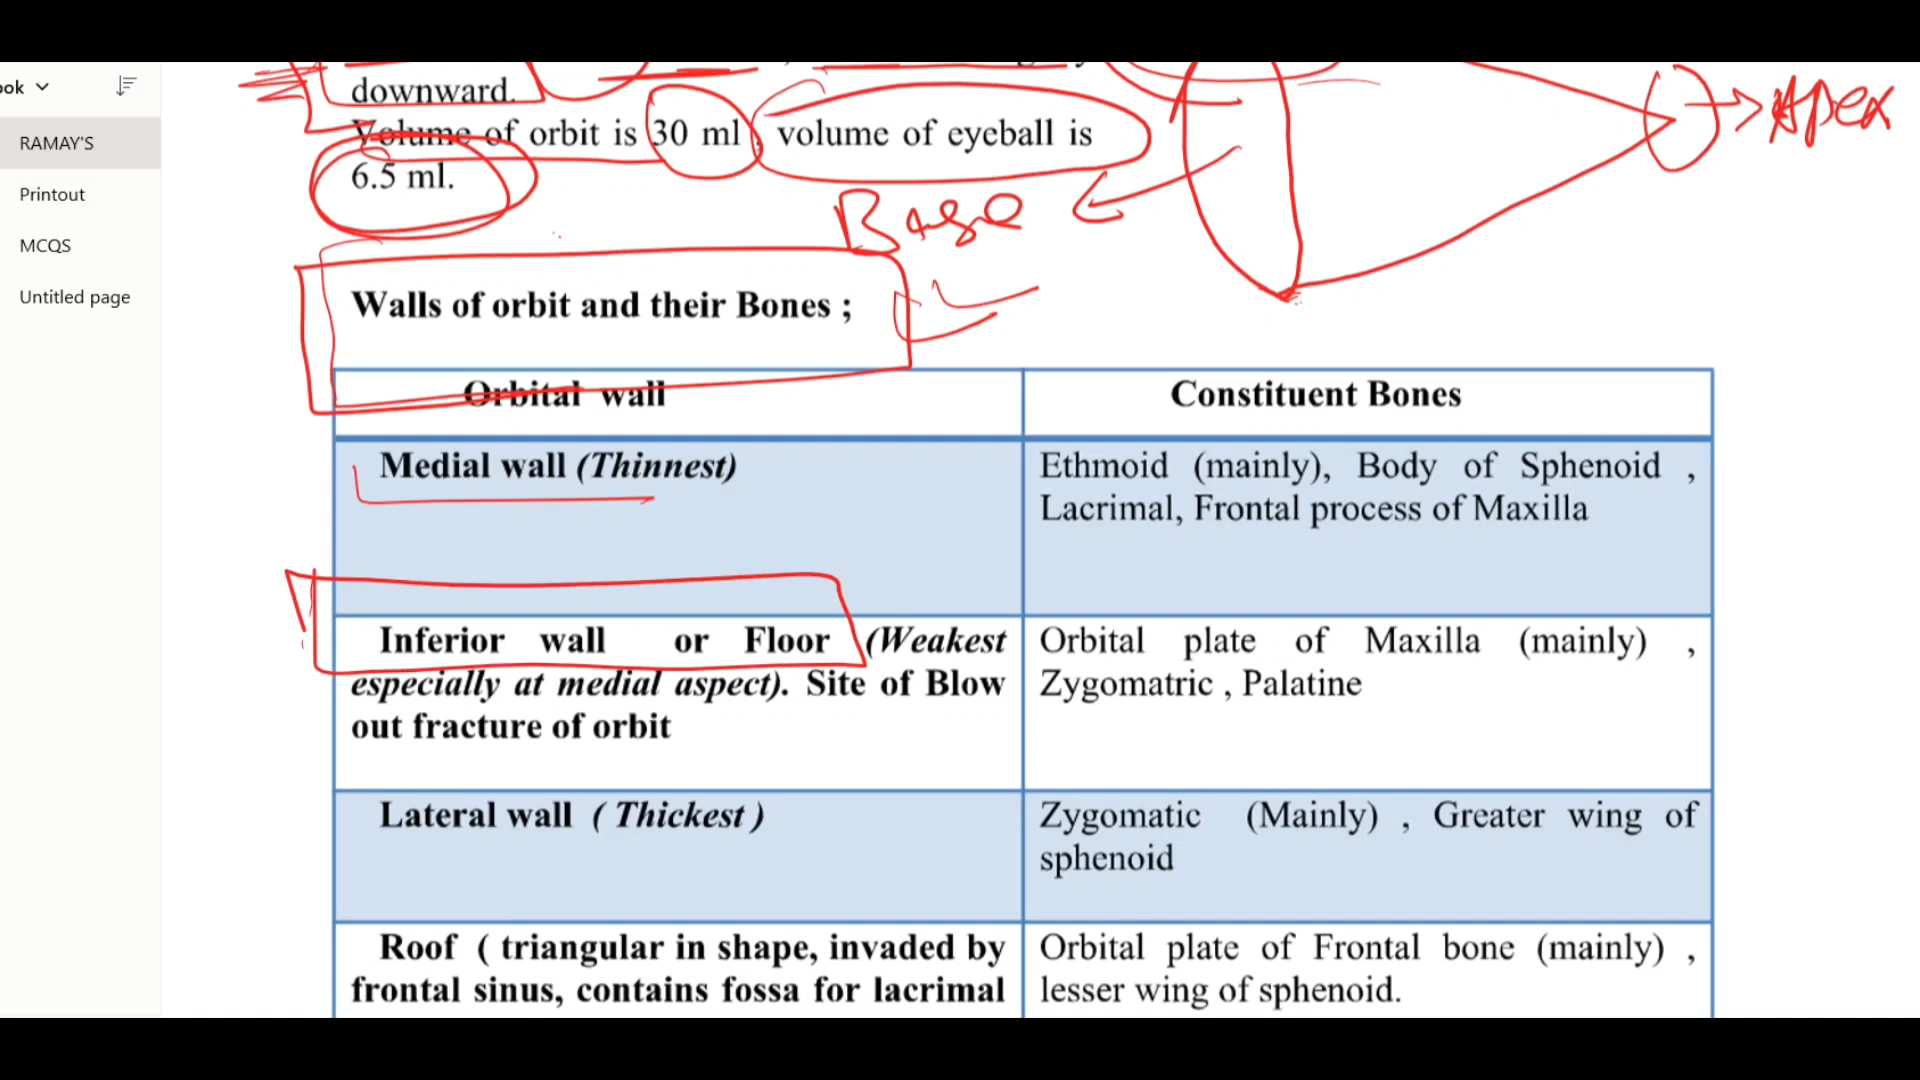 ook
RAMAY'S
Printout
MCQS
Untitled page
downward.
Volume of orbit is 30 ml , volume of eyeball is
6.5 ml.
Base
Apex
Walls of orbit and their Bones ;
Orbital wall
Constituent Bones
Medial wall (Thinnest)
Ethmoid (mainly), Body of Sphenoid ,
Lacrimal, Frontal process of Maxilla
Inferior wall or Floor (Weakest
especially at medial aspect). Site of Blow
out fracture of orbit
Orbital plate of Maxilla (mainly) ,
Zygomatric , Palatine
Lateral wall ( Thickest )
Zygomatic (Mainly) , Greater wing of
sphenoid
Roof ( triangular in shape, invaded by
frontal sinus, contains fossa for lacrimal
Orbital plate of Frontal bone (mainly) ,
lesser wing of sphenoid.